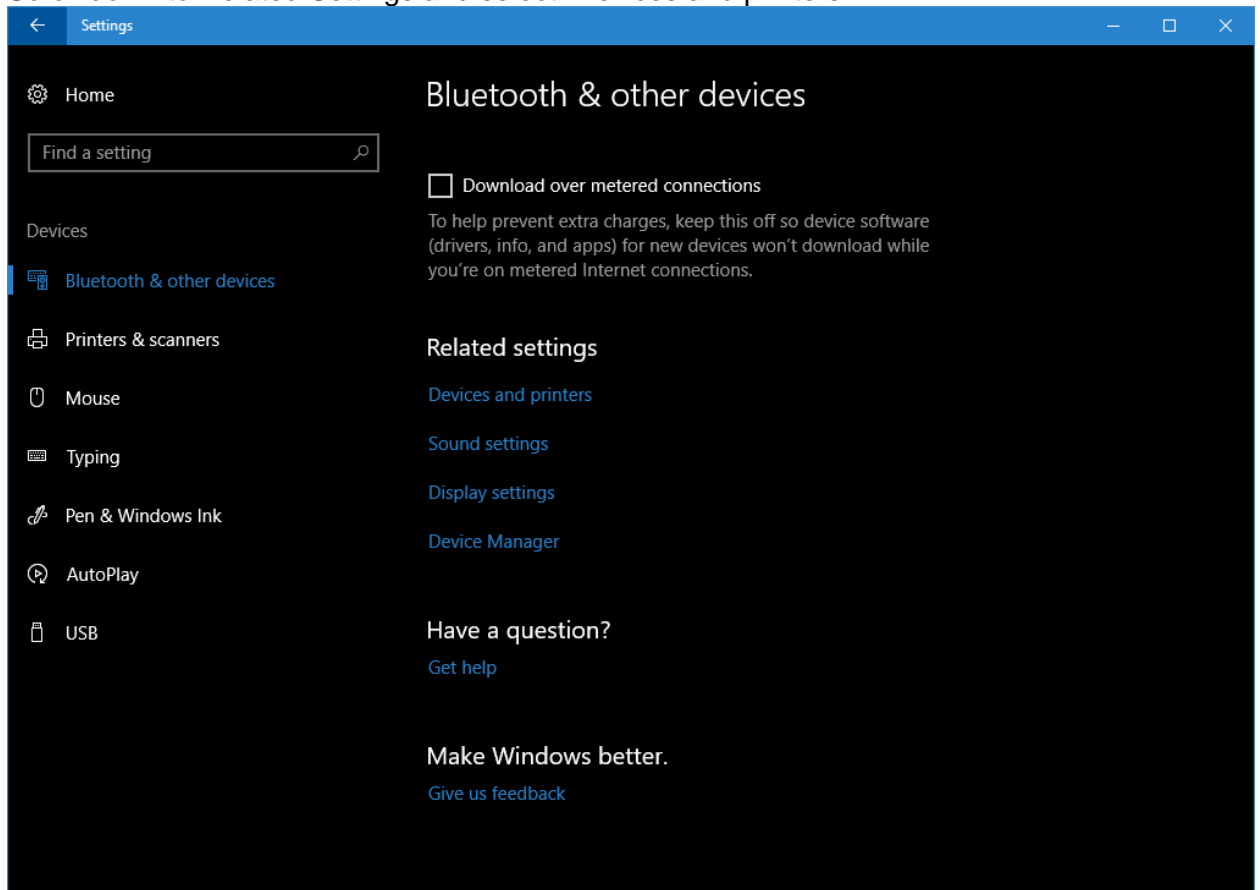 Settings
Home
Find a setting
Devices
Bluetooth & other devices
Printers & scanners
Mouse
Typing
Pen & Windows Ink
AutoPlay
USB
Bluetooth & other devices
Download over metered connections
To help prevent extra charges, keep this off so device software
(drivers, info, and apps) for new devices won't download while
you're on metered Internet connections.
Related settings
Devices and printers
Sound settings
Display settings
Device Manager
Have a question?
Get help
Make Windows better.
Give us feedback